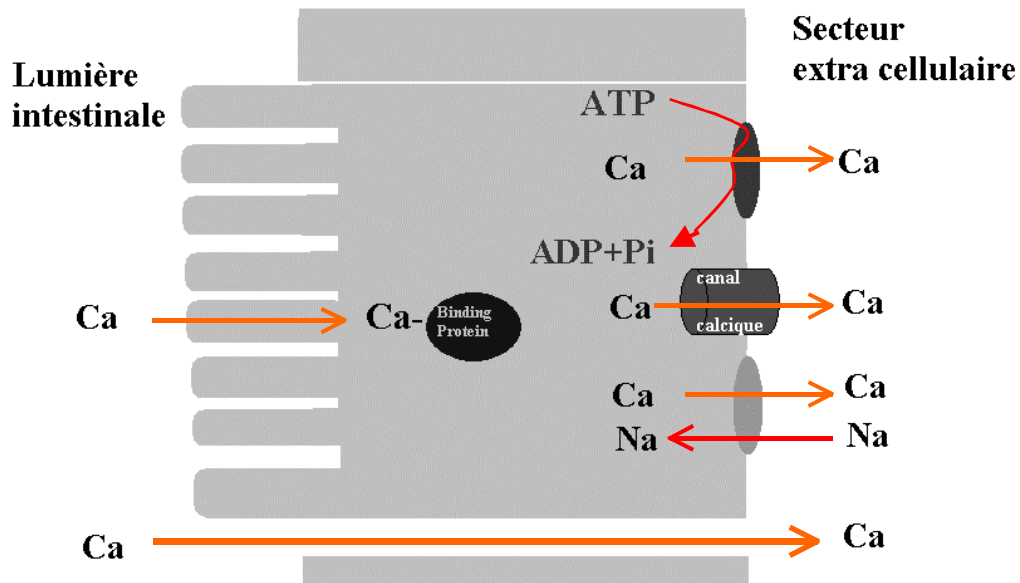 Lumière
intestinale
Secteur
extra cellulaire
ATP
Ca
Ca
ADP+Pi
canal
Ca
Ca
calcique
Ca
Ca-
Binding
Protein
Ca
Ca
Na
Na
Ca
Ca